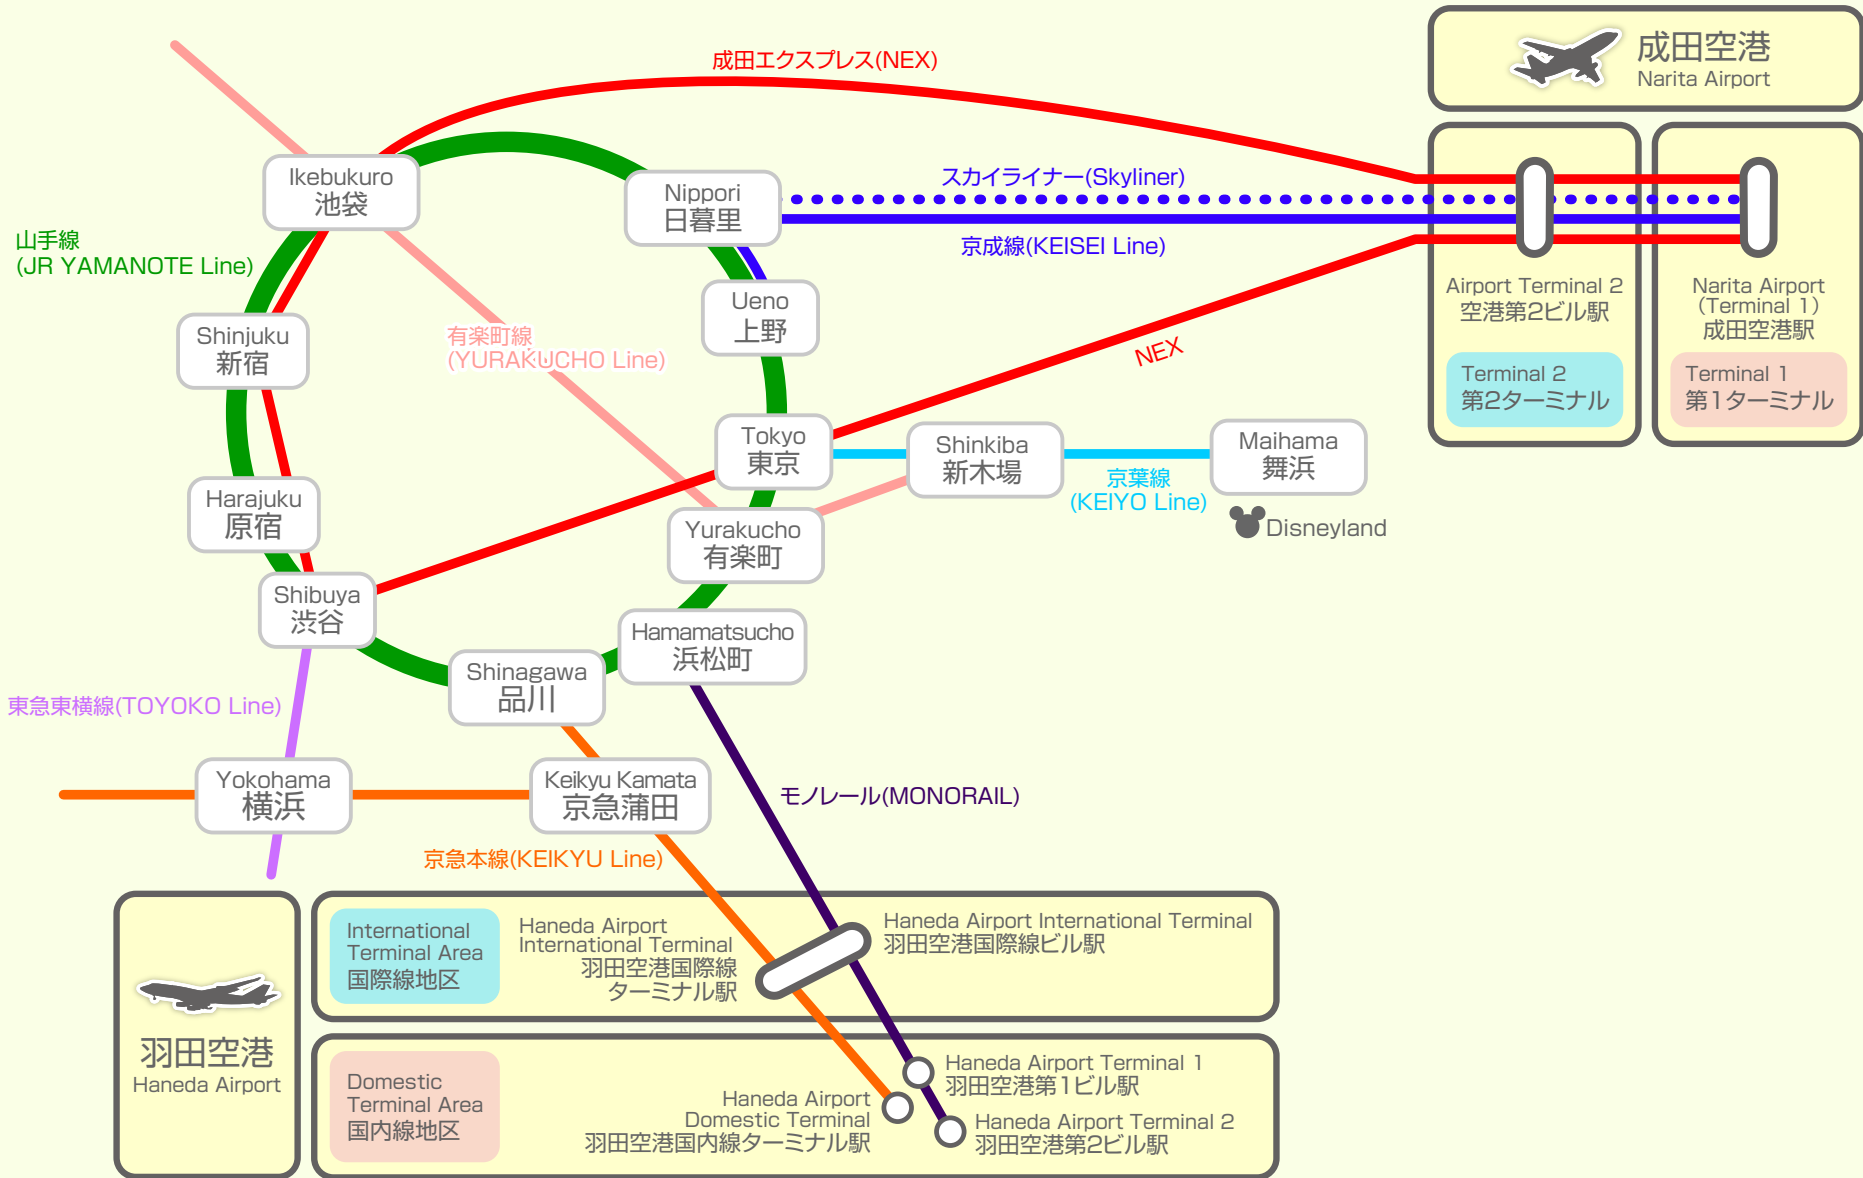 成田エクスプレス(NEX)
成田空港
Narita Airport
Ikebukuro
池袋
Nippori
日暮里
スカイライナー(Skyliner)
京成線(KEISEI Line)
山手線
(JR YAMANOTE Line)
Ueno
上野
Airport Terminal 2
空港第2ビル駅
Narita Airport
(Terminal 1)
成田空港駅
Shinjuku
新宿
有楽町線
(YURAKUCHO Line)
NEX
Terminal 2
第2ターミナル
Terminal 1
第1ターミナル
Tokyo
東京
Shinkiba
新木場
Maihama
舞浜
京葉線
(KEIYO Line)
Disneyland
Harajuku
原宿
Yurakucho
有楽町
Shibuya
渋谷
Hamamatsucho
浜松町
Shinagawa
品川
東急東横線(TOYOKO Line)
Yokohama
横浜
Keikyu Kamata
京急蒲田
モノレール(MONORAIL)
京急本線(KEIKYU Line)
羽田空港
Haneda Airport
International
Terminal Area
国際線地区
Haneda Airport
International Terminal
羽田空港国際線
ターミナル駅
Haneda Airport International Terminal
羽田空港国際線ビル駅
Domestic
Terminal Area
国内線地区
Haneda Airport
Domestic Terminal
羽田空港国内線ターミナル駅
Haneda Airport Terminal 1
羽田空港第1ビル駅
Haneda Airport Terminal 2
羽田空港第2ビル駅